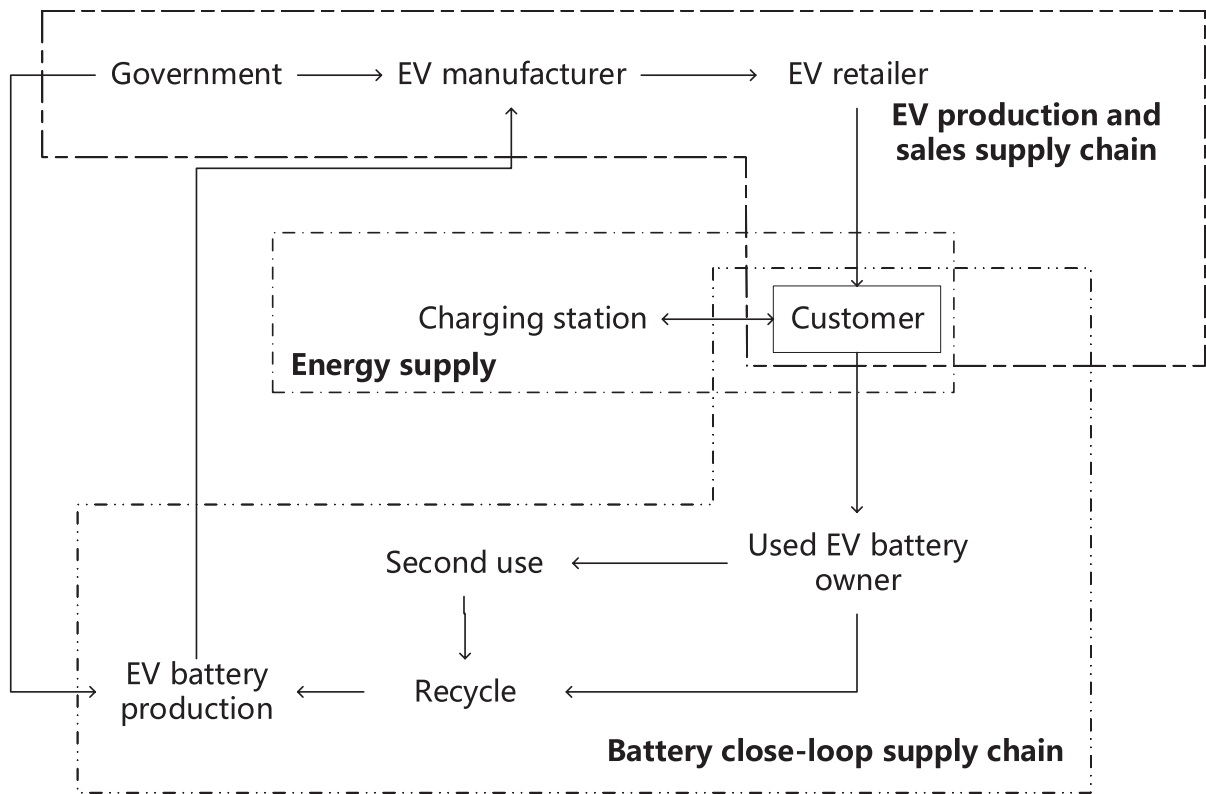 Government
EV manufacturer
EV retailer
EV production and
sales supply chain
Charging station
Customer
Energy supply
Used EV battery
owner
Second use
EV battery
production
Recycle
Battery close-loop supply chain